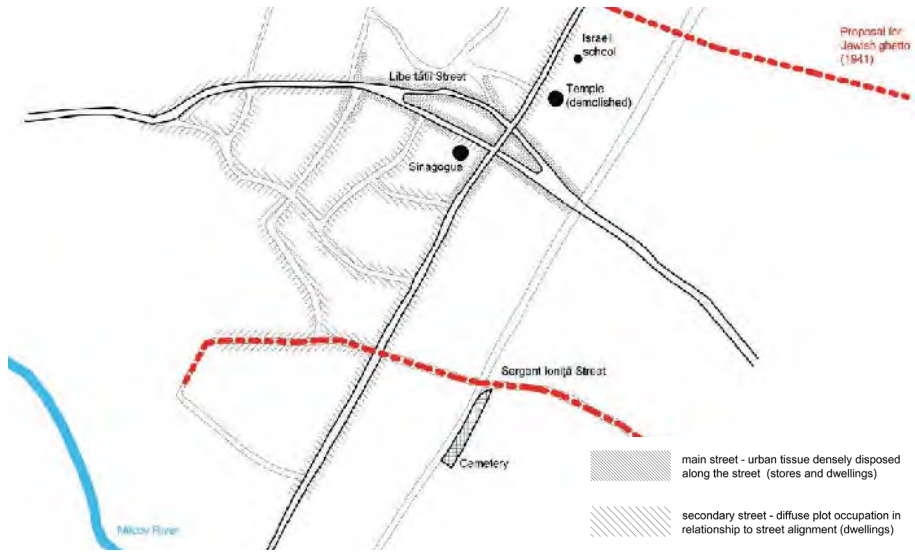 Israeli
school
Proposal for
Jewish ghetto
(1941)
Libertătii Street
Temple
(demolished)
Sinagogue
Sergent Ioniţă Street
Cemetery
main street - urban tissue densely disposed
along the street (stores and dwellings)
secondary street - diffuse plot occupation in
relationship to street alignment (dwellings)
Milcov River